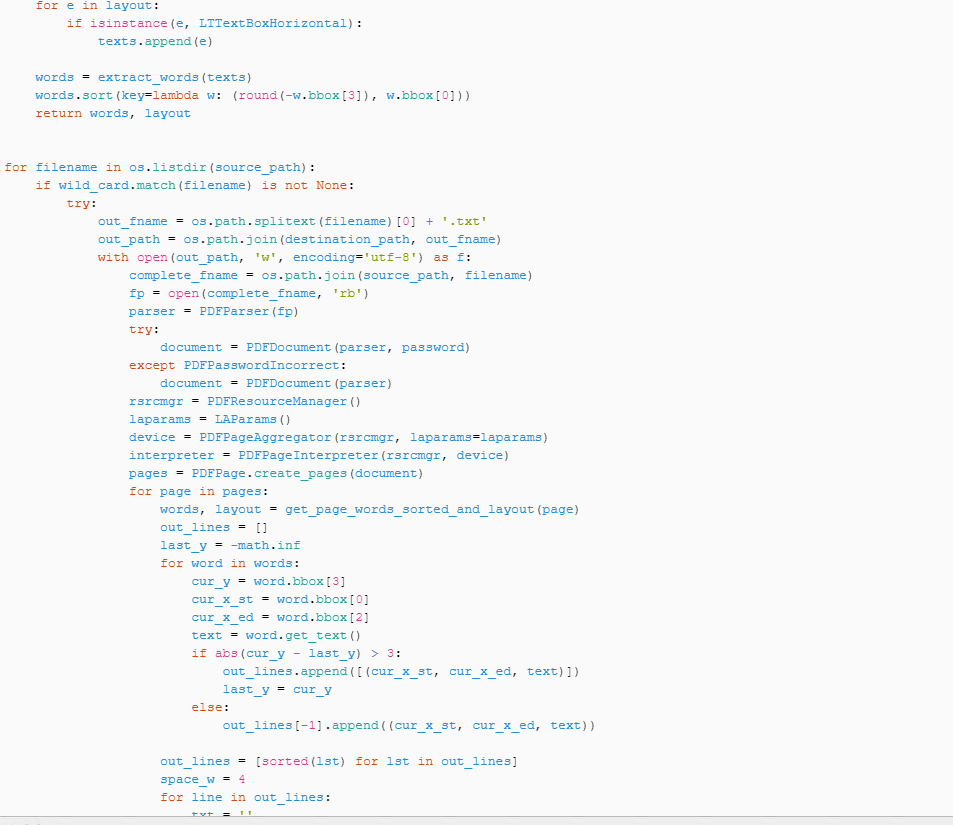 for e in layout:
        if isinstance(e, LTTextBoxHorizontal):
            texts.append(e)

    words = extract_words(texts)
    words.sort(key=lambda w: (round(-w.bbox[3]), w.bbox[0]))
    return words, layout


for filename in os.listdir(source_path):
    if wild_card.match(filename) is not None:
        try:
            out_fname = os.path.splitext(filename)[0] + '.txt'
            out_path = os.path.join(destination_path, out_fname)
            with open(out_path, 'w', encoding='utf-8') as f:
                complete_fname = os.path.join(source_path, filename)
                fp = open(complete_fname, 'rb')
                parser = PDFParser(fp)
                try:
                    document = PDFDocument(parser, password)
                except PDFPasswordIncorrect:
                    document = PDFDocument(parser)
                rsrcmgr = PDFResourceManager()
                laparams = LAParams()
                device = PDFPageAggregator(rsrcmgr, laparams=laparams)
                interpreter = PDFPageInterpreter(rsrcmgr, device)
                pages = PDFPage.create_pages(document)
                for page in pages:
                    words, layout = get_page_words_sorted_and_layout(page)
                    out_lines = []
                    last_y = -math.inf
                    for word in words:
                        cur_y = word.bbox[3]
                        cur_x_st = word.bbox[0]
                        cur_x_ed = word.bbox[2]
                        text = word.get_text()
                        if abs(cur_y - last_y) > 3:
                            out_lines.append([(cur_x_st, cur_x_ed, text)])
                            last_y = cur_y
                        else:
                            out_lines[-1].append((cur_x_st, cur_x_ed, text))

                    out_lines = [sorted(lst) for lst in out_lines]
                    space_w = 4
                    for line in out_lines:
                        txt = ''